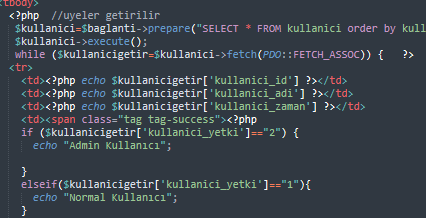 <tbody>
<?php  //uyeler getirilir
$kullanici=$baglanti->prepare("SELECT * FROM kullanici order by kull
$kullanici->execute();
while ($kullanicigetir=$kullanici->fetch(PDO::FETCH_ASSOC)) {   ?>
<tr>
<td><?php echo $kullanicigetir['kullanici_id'] ?></td>
<td><?php echo $kullanicigetir['kullanici_adi'] ?></td>
<td><?php echo $kullanicigetir['kullanici_zaman'] ?></td>
<td><span class="tag tag-success"><?php
if ($kullanicigetir['kullanici_yetki']=="2") {
echo "Admin Kullanıcı";
}
elseif($kullanicigetir['kullanici_yetki']=="1"){
echo "Normal Kullanıcı";
}